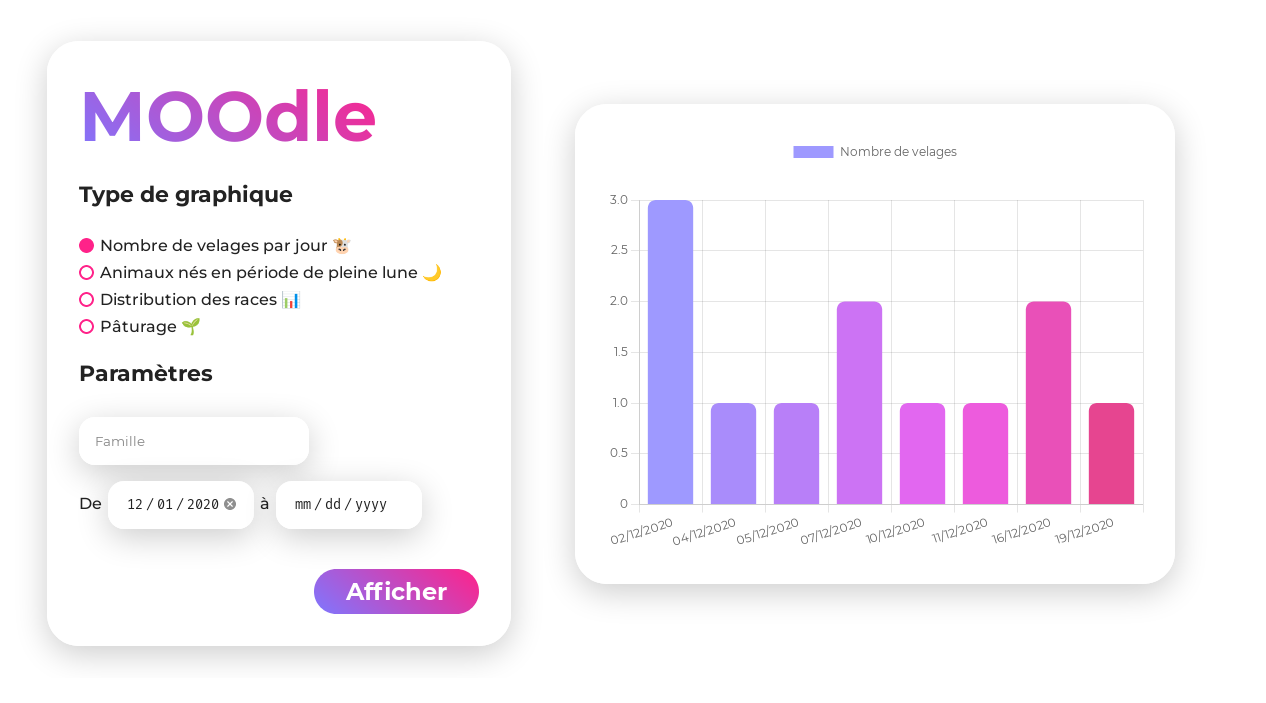 MOOdle
Type de graphique
Nombre de velages par jour 🐮
Animaux nés en période de pleine lune 🌙
Distribution des races 📊
Pâturage 🌱
Paramètres
Famille
De 12/01/2020 à mm/dd/yyyy
Afficher
Nombre de velages
3.0
2.5
2.0
1.5
1.0
0.5
0
02/12/2020 04/12/2020 05/12/2020 07/12/2020 10/12/2020 11/12/2020 16/12/2020 19/12/2020